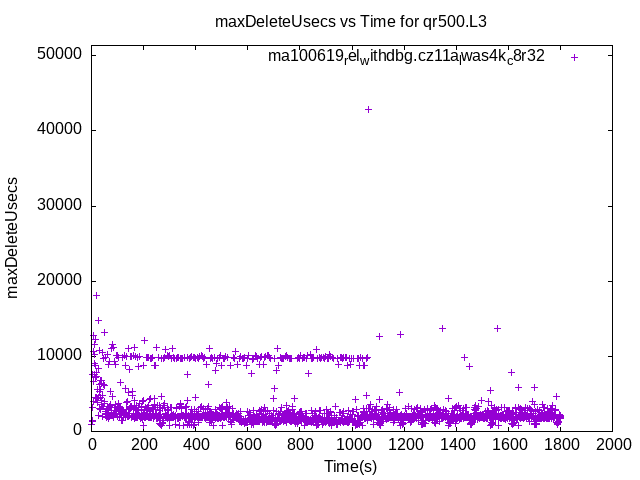 maxDeleteUsecs vs Time for qr500.L3
ma100619relwithdbg.cz11alwas4kc8r32
50000
40000
30000
20000
10000
0
maxDeleteUsecs
0 200 400 600 800 1000 1200 1400 1600 1800 2000
Time(s)